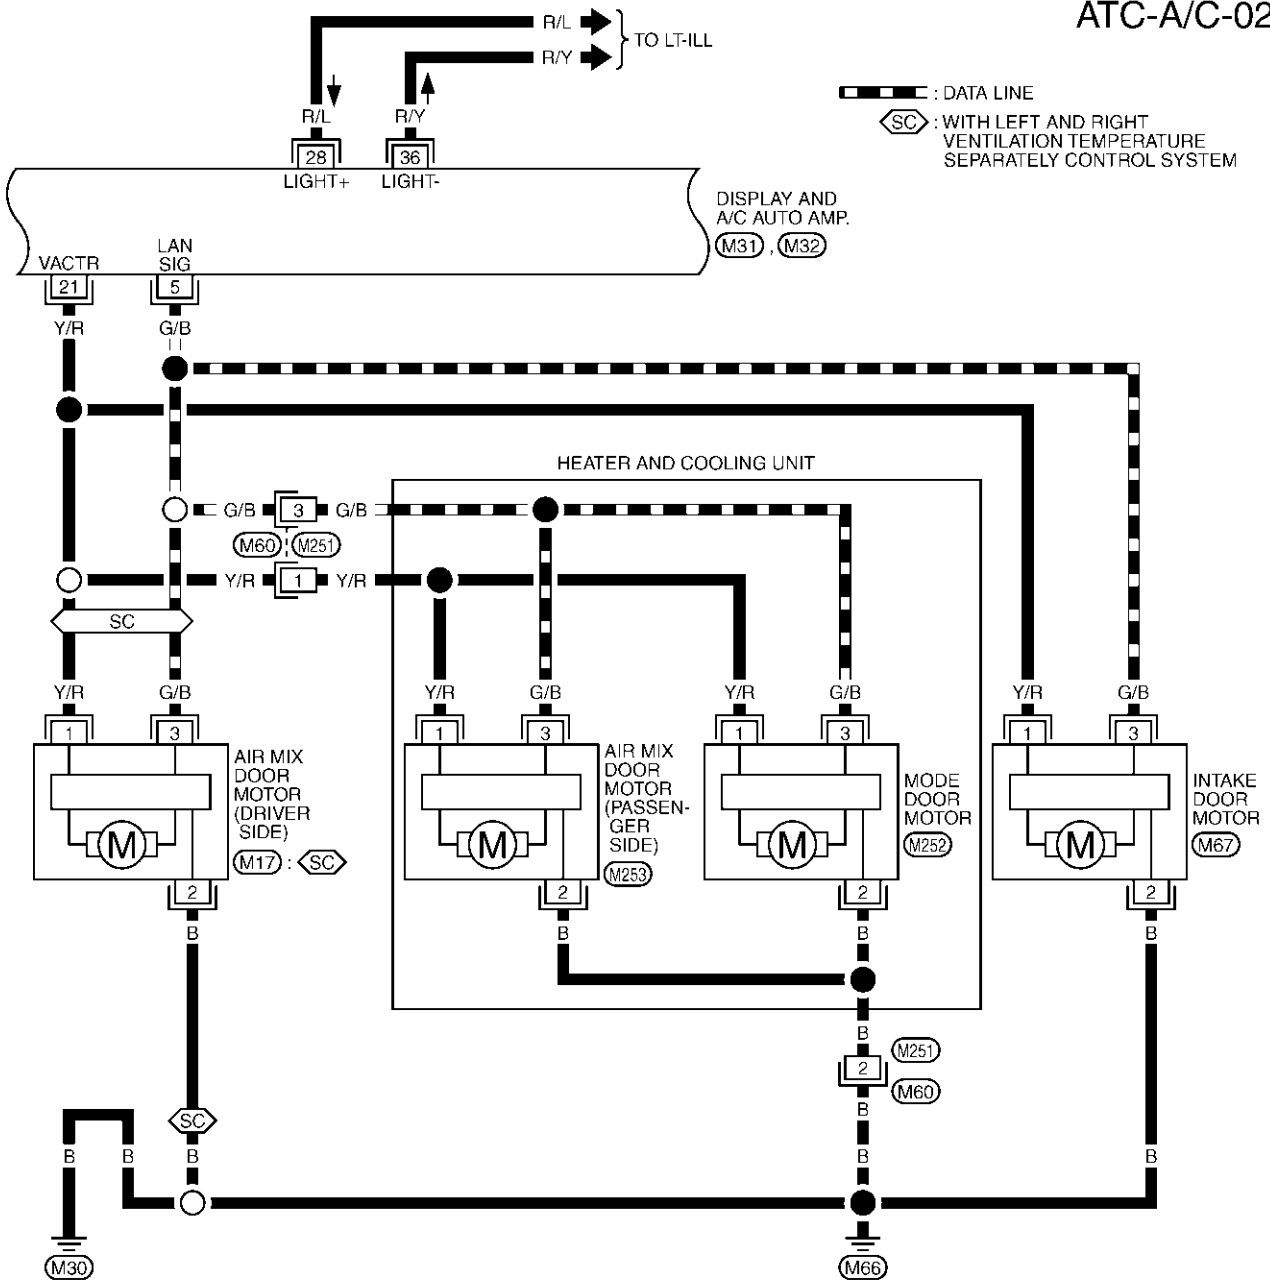 ATC-A/C-02
R/L
TO LT-ILL
R/Y
: DATA LINE
SC : WITH LEFT AND RIGHT
VENTILATION TEMPERATURE
SEPARATELY CONTROL SYSTEM
R/L R/Y
28 36
LIGHT+ LIGHT-
DISPLAY AND
A/C AUTO AMP.
M31 , M32
VACTR LAN
SIG
21 5
Y/R G/B
HEATER AND COOLING UNIT
G/B 3 G/B
M60 M251
Y/R 1 Y/R
SC
Y/R G/B Y/R G/B Y/R G/B Y/R G/B
1 3 1 3 1 3 1 3
AIR MIX
DOOR
MOTOR
(DRIVER
SIDE)
M17 : SC
AIR MIX
DOOR
MOTOR
(PASSEN-
GER
SIDE)
M253
MODE
DOOR
MOTOR
M252
INTAKE
DOOR
MOTOR
M67
M M M M
2 2 2 2
B B B B
B
M251
2
M60
B
SC
B B B B B
M30 M66